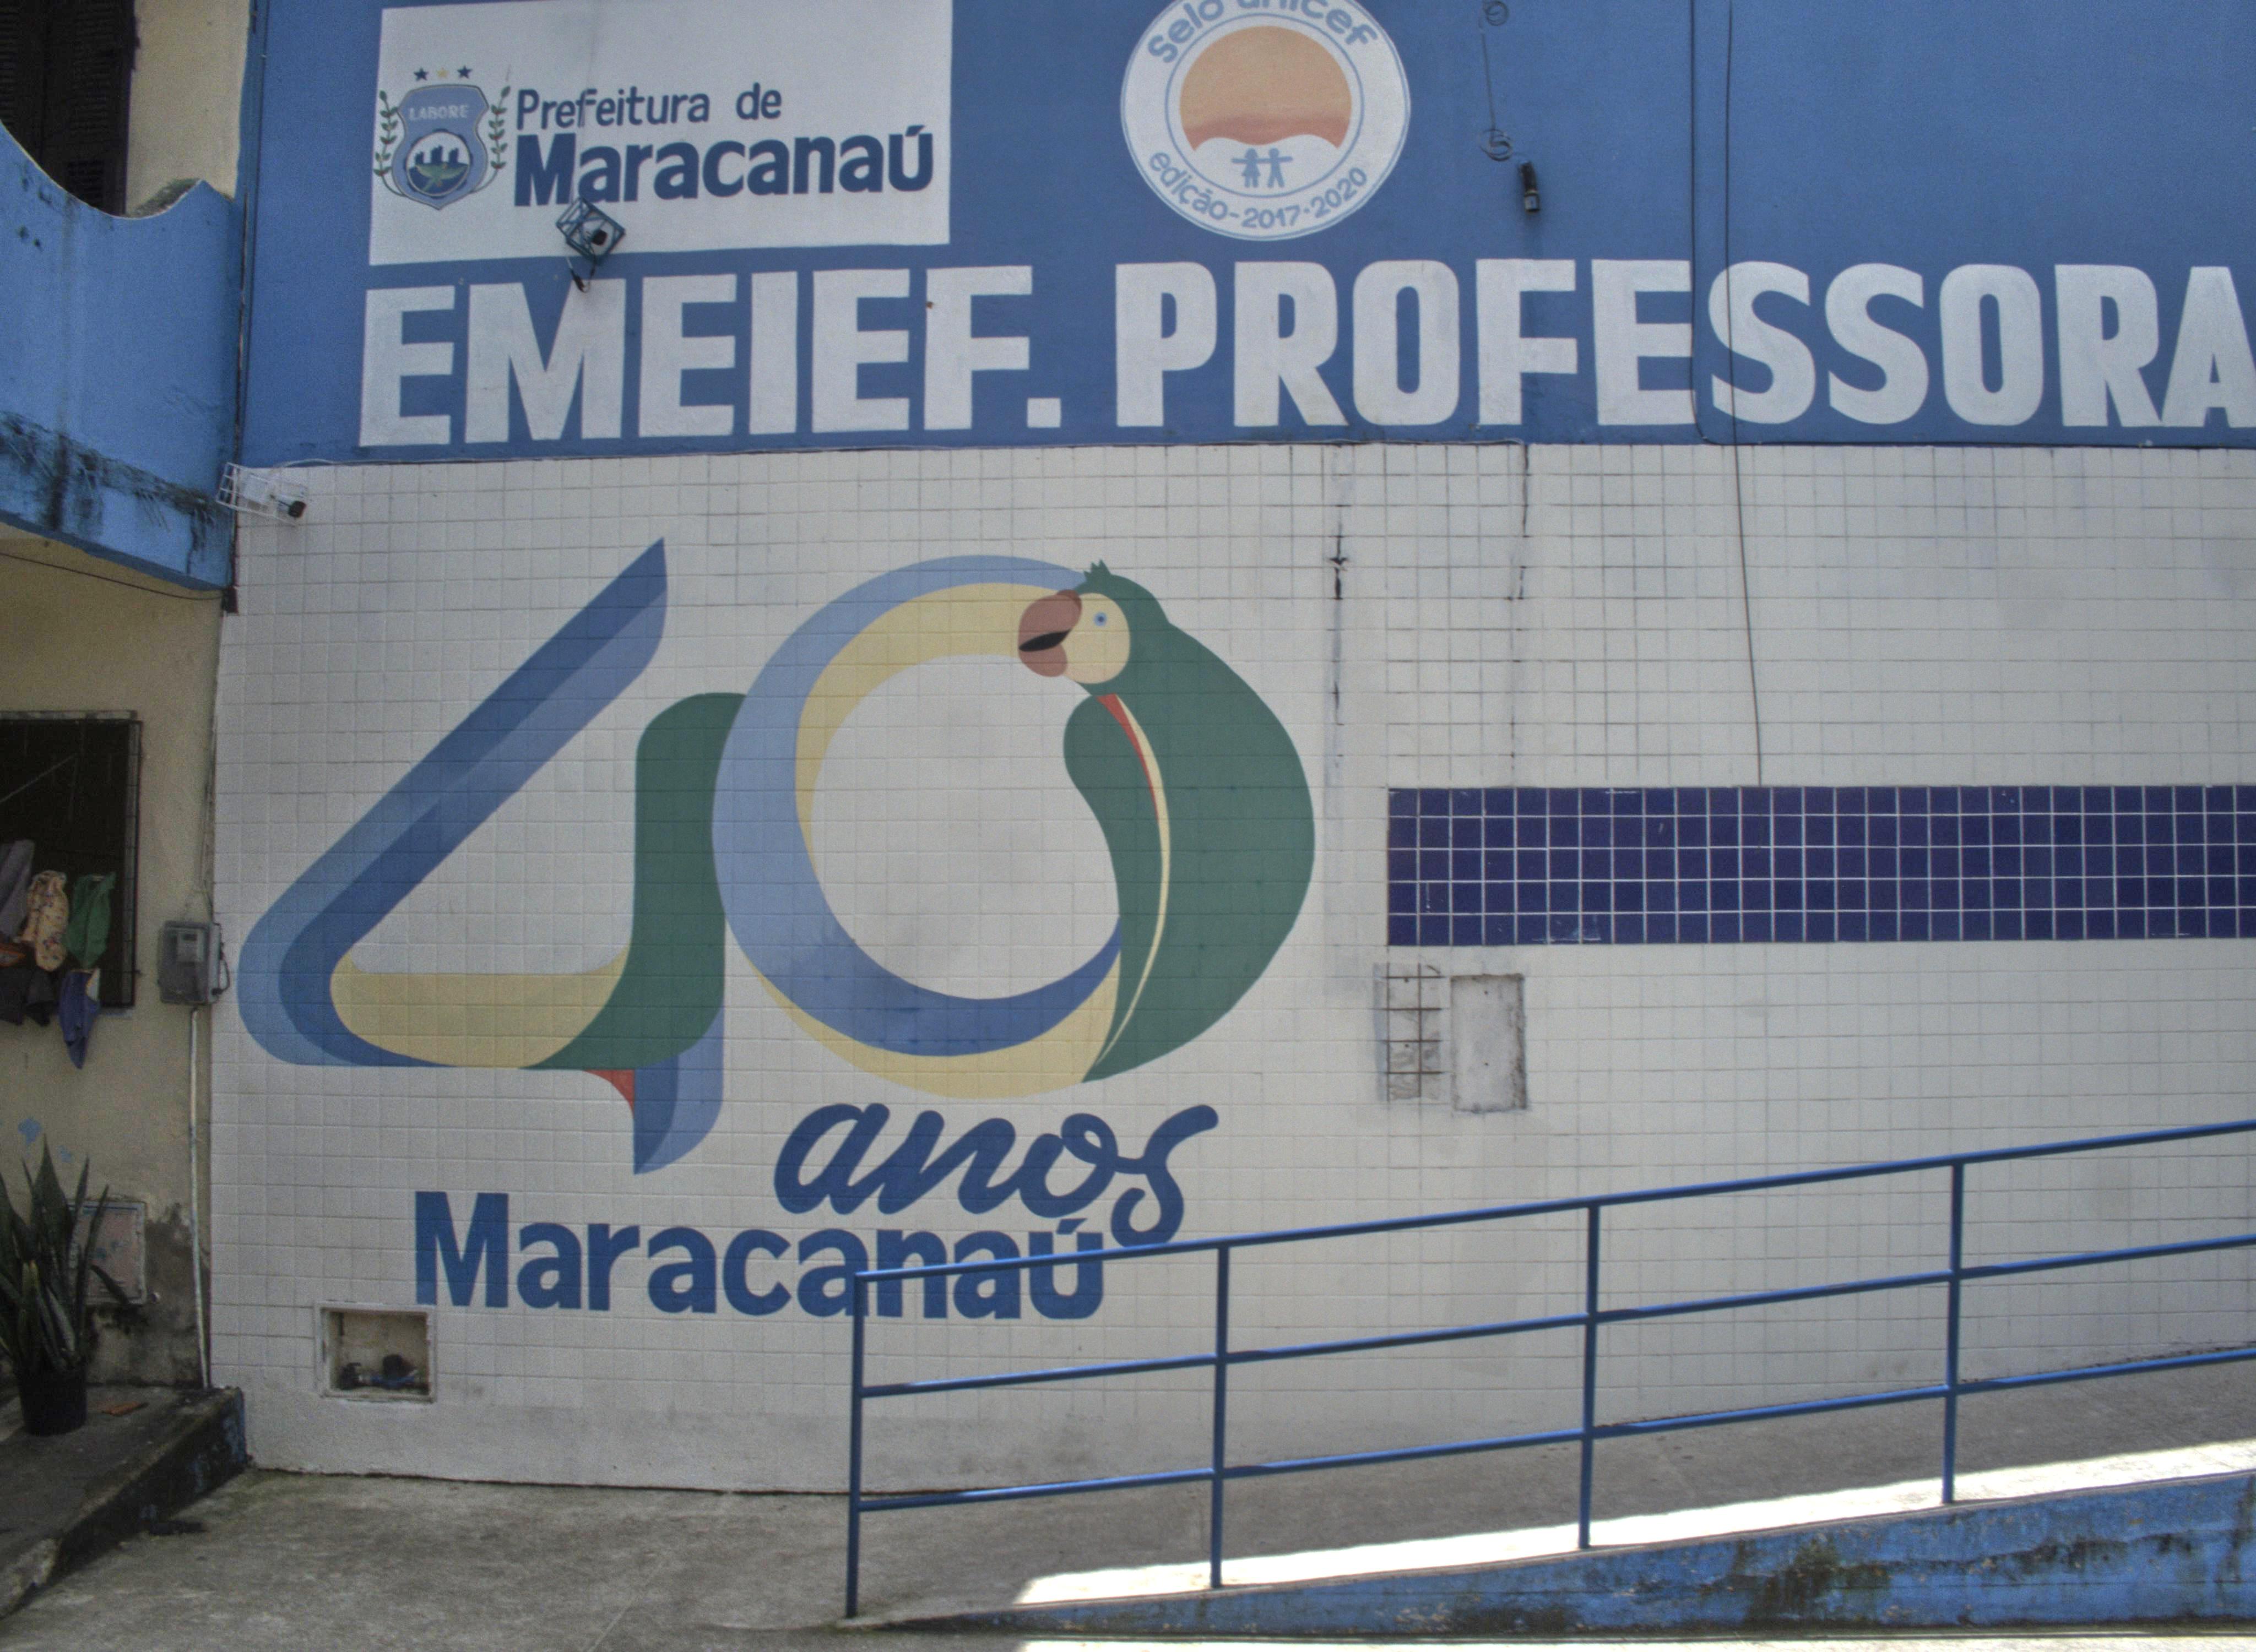 LABORE
Prefeitura de
Maracanaú
Selo unicef
edição-2017-2020
EMEIEF. PROFESSORA
40
anos
Maracanaú